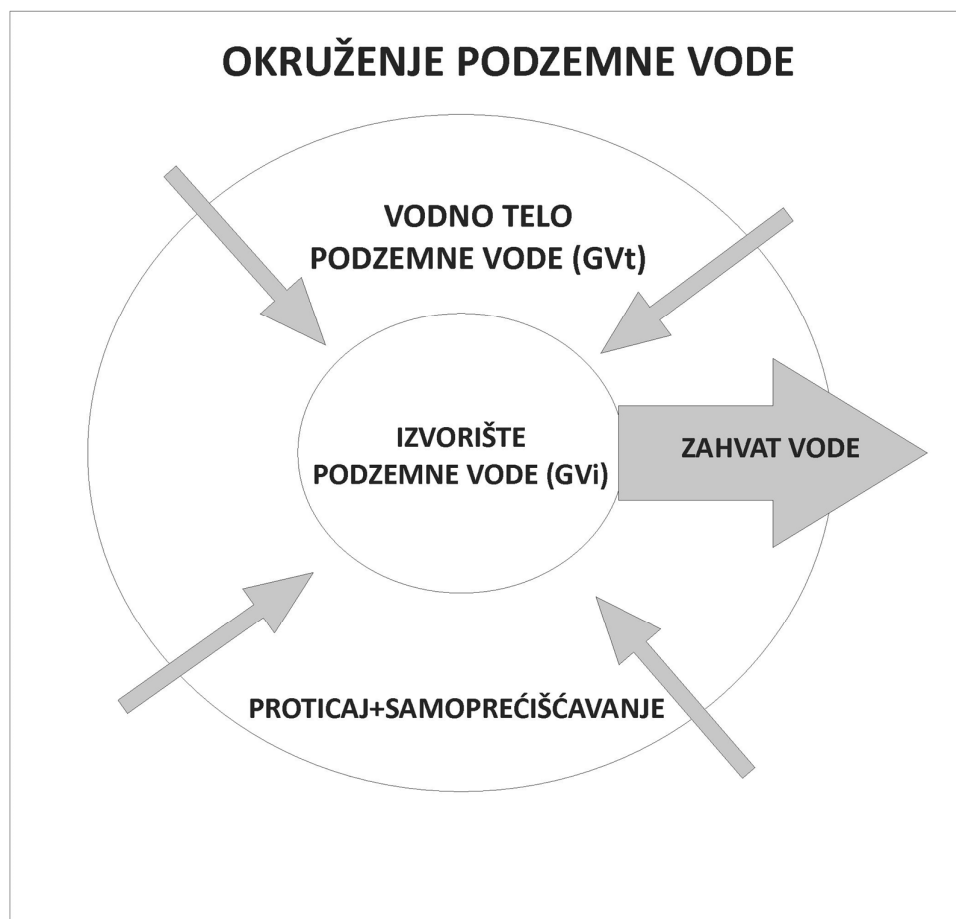 OKRUŽENJE PODZEMNE VODE
VODNO TELO
PODZEMNE VODE (GVt)
IZVORIŠTE
PODZEMNE VODE (GVi)
ZAHVAT VODE
PROTICAJ+SAMOPREĆIŠĆAVANJE